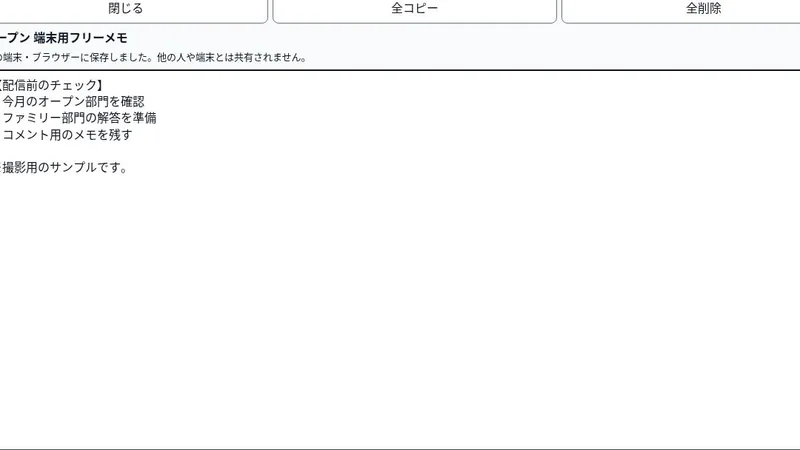 閉じる
全コピー
全削除
ープン 端末用フリーメモ
の端末・ブラウザーに保存しました。他の人や端末とは共有されません。
【配信前のチェック】
今月のオープン部門を確認
ファミリー部門の解答を準備
コメント用のメモを残す
撮影用のサンプルです。